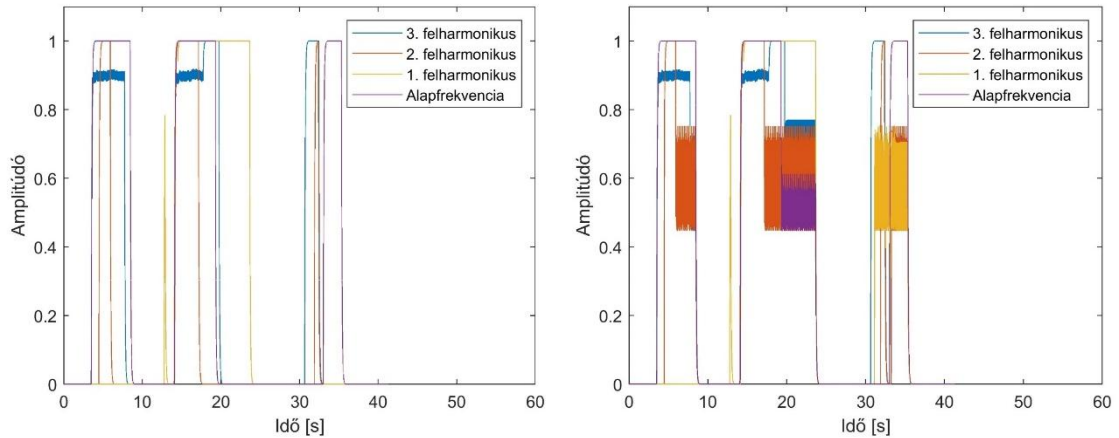 1
0.8
0.6
0.4
0.2
0
Amplitúdó
0 10 20 30 40 50 60
Idő [s]
3. felharmonikus
2. felharmonikus
1. felharmonikus
Alapfrekvencia
1
0.8
0.6
0.4
0.2
0
Amplitúdó
0 10 20 30 40 50 60
Idő [s]
3. felharmonikus
2. felharmonikus
1. felharmonikus
Alapfrekvencia